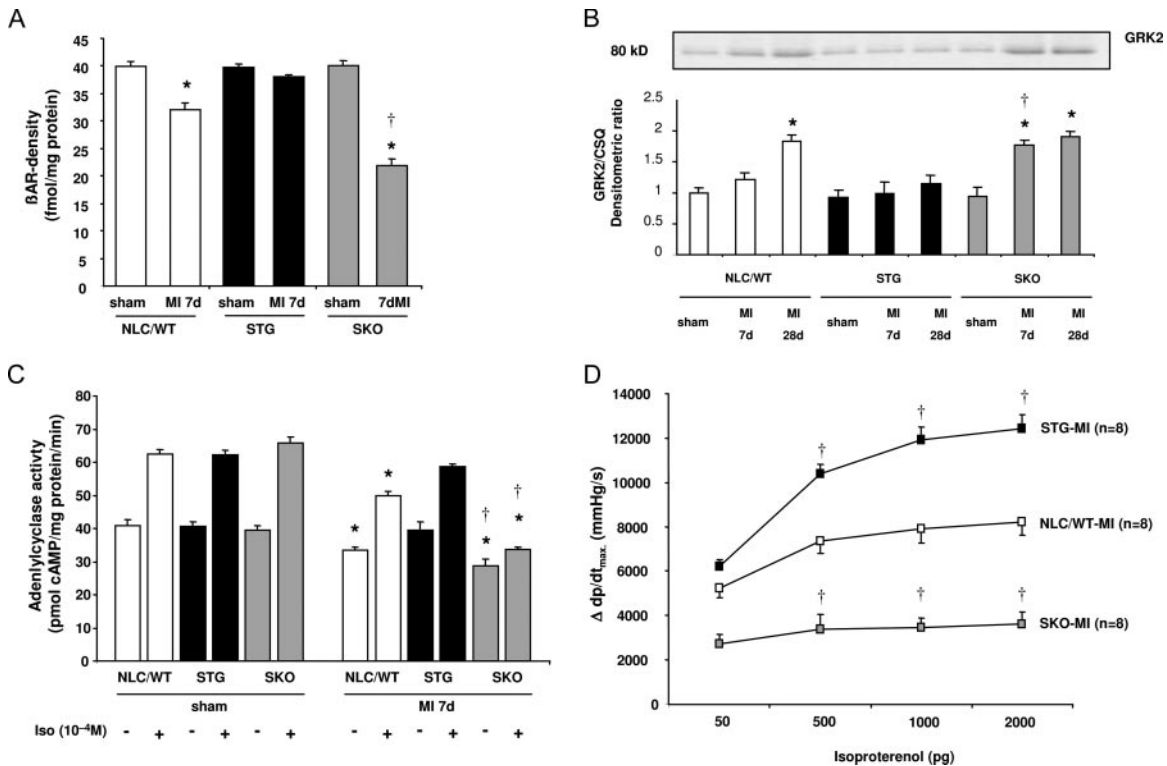 A
ßAR-density
(fmol/mg protein)
45
40
35
30
25
20
15
10
5
0
*
†
*
sham MI 7d sham MI 7d sham 7dMI
NLC/WT STG SKO
B
80 kD
GRK2
GRK2/CSQ
Densitometric ratio
2.5
2
1.5
1
0.5
0
*
†
*
*
NLC/WT STG SKO
sham MI 7d MI 28d sham MI 7d MI 28d sham MI 7d MI 28d
C
Adenlylcyclase activty
(pmol cAMP/mg protein/min)
80
70
60
50
40
30
20
10
0
*
*
†
*
†
*
NLC/WT STG SKO NLC/WT STG SKO
sham MI 7d
Iso (10⁻⁴M) - + - + - + - + - + - +
D
Δ dp/dtmax. (mmHg/s)
14000
12000
10000
8000
6000
4000
2000
0
† † †
STG-MI (n=8)
NLC/WT-MI (n=8)
† † †
SKO-MI (n=8)
50 500 1000 2000
Isoproterenol (pg)